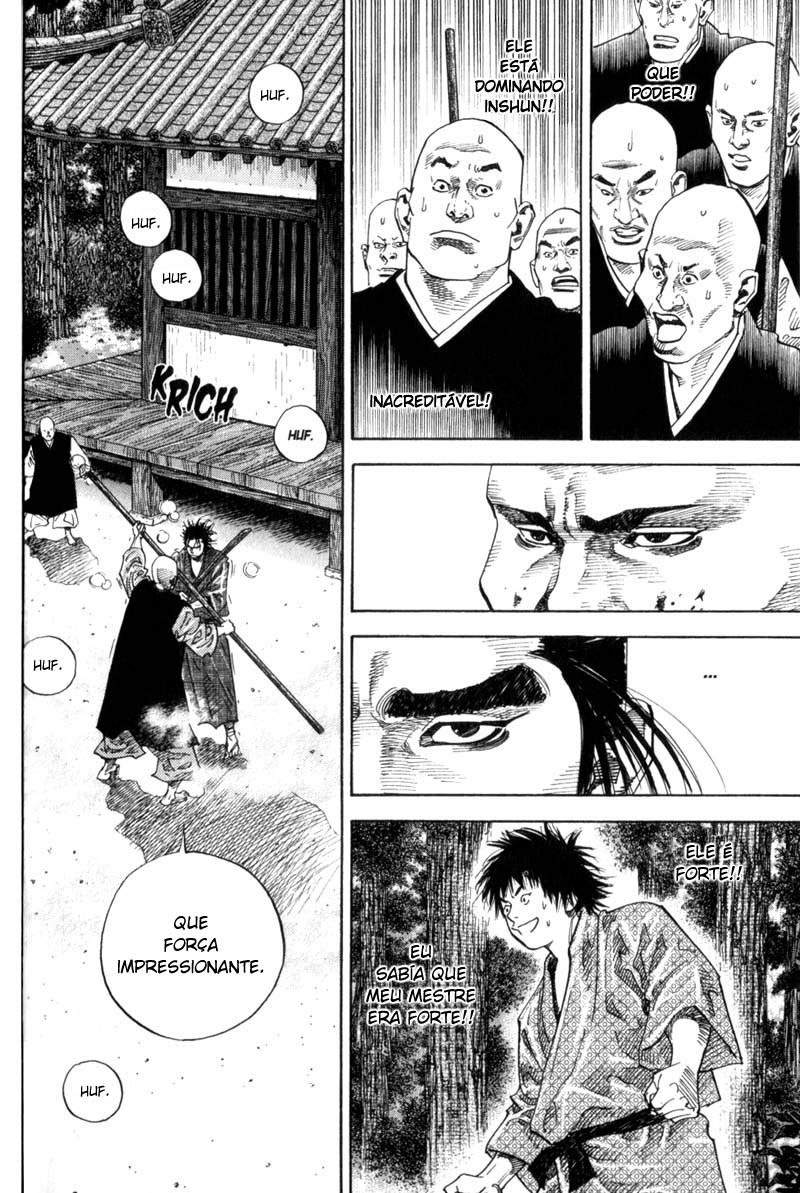 QUE
PODER!!
ELE
ESTÁ
DOMINANDO
INSHUN!!
INACREDITÁVEL!
...
ELE É
FORTE!!
EU
SABIA QUE
MEU MESTRE
ERA FORTE!!
HUF.
HUF.
HUF.
KRICH
HUF.
HUF.
QUE
FORÇA
IMPRESSIONANTE.
HUF.